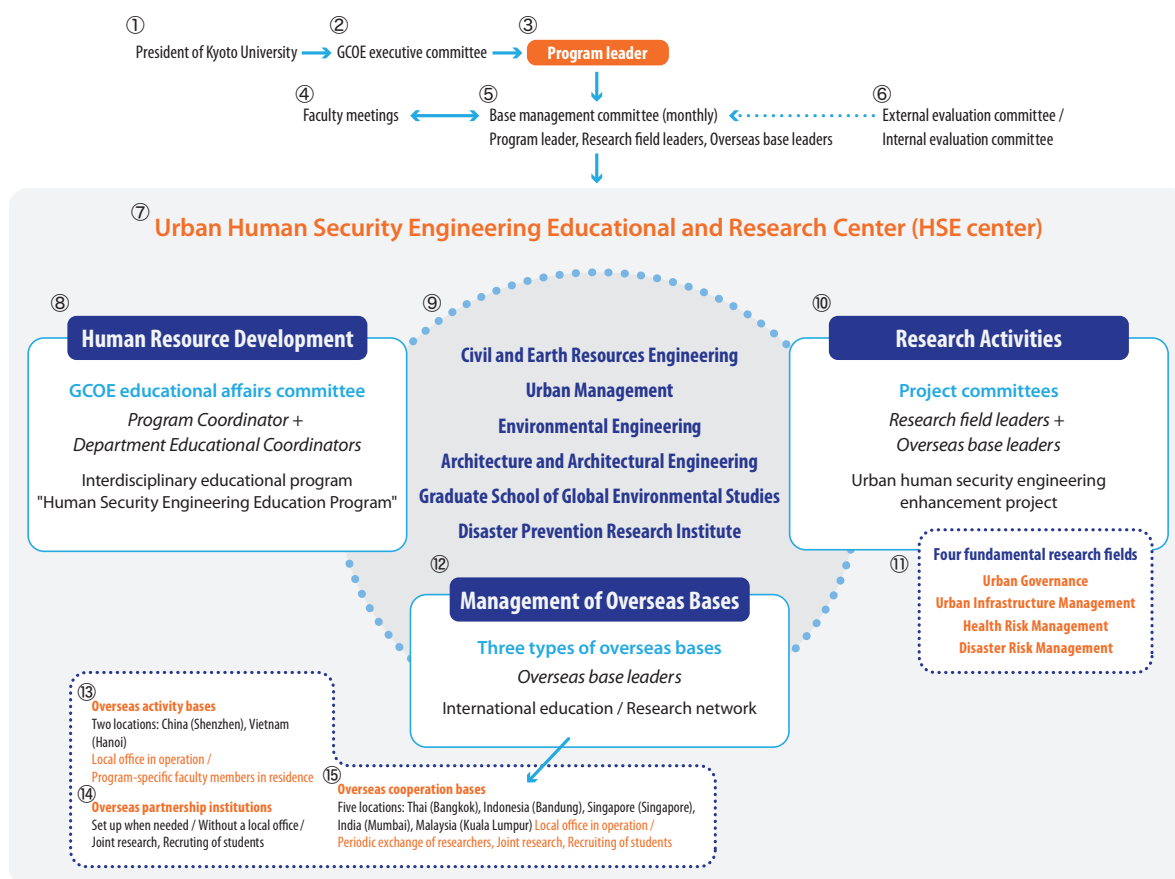 ①
②
③
President of Kyoto University
GCOE executive committee
Program leader
④
⑤
⑥
Faculty meetings
Base management committee (monthly)
Program leader, Research field leaders, Overseas base leaders
External evaluation committee /
Internal evaluation committee
⑦
Urban Human Security Engineering Educational and Research Center (HSE center)
⑧
Human Resource Development
GCOE educational affairs committee
Program Coordinator +
Department Educational Coordinators
Interdisciplinary educational program
"Human Security Engineering Education Program"
⑨
Civil and Earth Resources Engineering
Urban Management
Environmental Engineering
Architecture and Architectural Engineering
Graduate School of Global Environmental Studies
Disaster Prevention Research Institute
⑩
Research Activities
Project committees
Research field leaders +
Overseas base leaders
Urban human security engineering
enhancement project
⑪
Four fundamental research fields
Urban Governance
Urban Infrastructure Management
Health Risk Management
Disaster Risk Management
⑫
Management of Overseas Bases
Three types of overseas bases
Overseas base leaders
International education / Research network
⑬
Overseas activity bases
Two locations: China (Shenzhen), Vietnam
(Hanoi)
Local office in operation /
Program-specific faculty members in residence
⑭
Overseas partnership institutions
Set up when needed / Without a local office /
Joint research, Recruting of students
⑮
Overseas cooperation bases
Five locations: Thai (Bangkok), Indonesia (Bandung), Singapore (Singapore),
India (Mumbai), Malaysia (Kuala Lumpur) Local office in operation /
Periodic exchange of researchers, Joint research, Recruiting of students